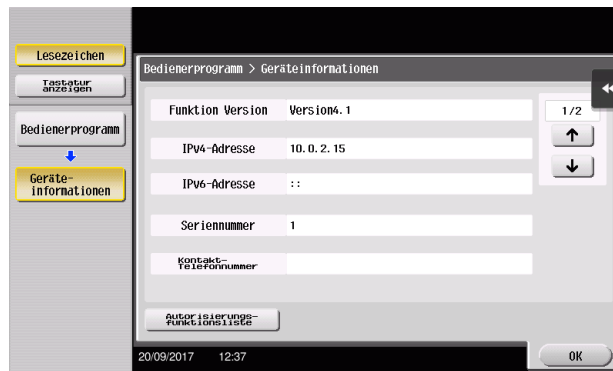 Lesezeichen
Tastatur
anzeigen
Bedienerprogramm
Geräte-
informationen
Bedienerprogramm > Geräteinformationen
Funktion Version Version4.1
1/2
IPv4-Adresse 10.0.2.15
IPv6-Adresse ::
Seriennummer 1
Kontakt-
Telefonnummer
Autorisierungs-
funktionsliste
20/09/2017 12:37
OK